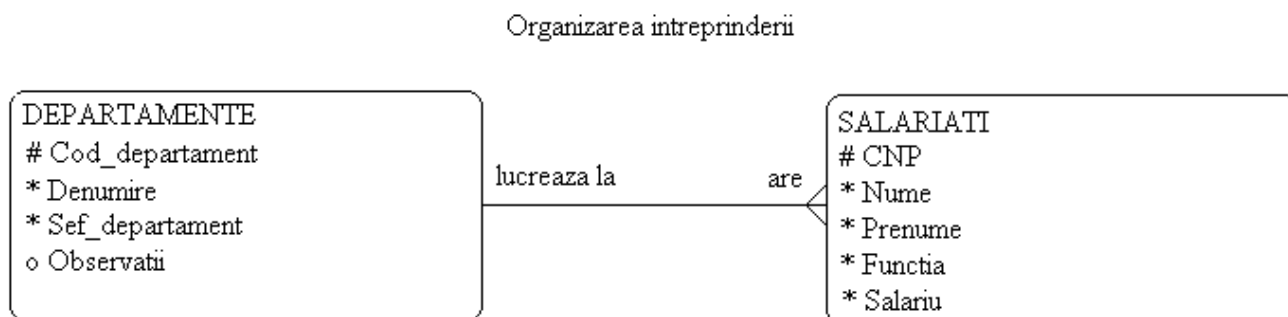 Organizarea intreprinderii
DEPARTAMENTE
# Cod_departament
* Denumire
* Sef_departament
o Observatii
lucreaza la
are
SALARIATI
# CNP
* Nume
* Prenume
* Functia
* Salariu